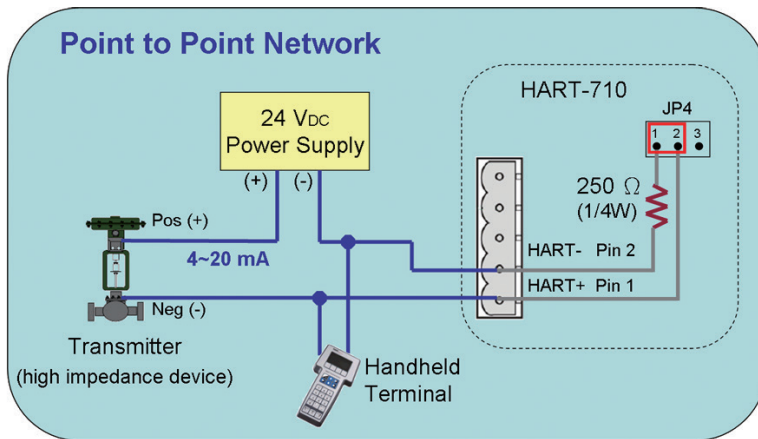 Point to Point Network
24 VDC
Power Supply
(+) (-)
HART-710
JP4
1 2 3
250 Ω
(1/4W)
Pos (+)
4~20 mA
HART- Pin 2
HART+ Pin 1
Neg (-)
Transmitter
(high impedance device)
Handheld
Terminal